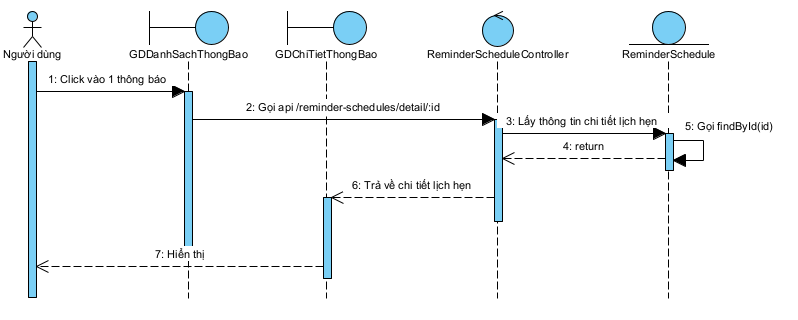 Người dùng
GDDanhSachThongBao
GDChiTietThongBao
ReminderScheduleController
ReminderSchedule
1: Click vào 1 thông báo
2: Gọi api /reminder-schedules/detail/:id
3: Lấy thông tin chi tiết lịch hẹn
5: Gọi findById(id)
4: return
6: Trả về chi tiết lịch hẹn
7: Hiển thị